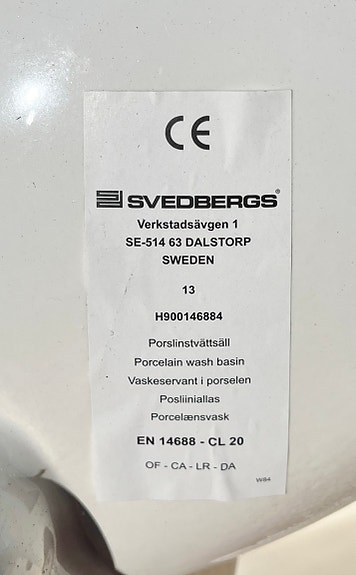 CE
SVEDBERGS®
Verkstadsävgen 1
SE-514 63 DALSTORP
SWEDEN
13
H900146884
Porslinstvättsäll
Porcelain wash basin
Vaskeservant i porselen
Posliiniallas
Porcelænsvask
EN 14688 - CL 20
OF - CA - LR - DA
W84